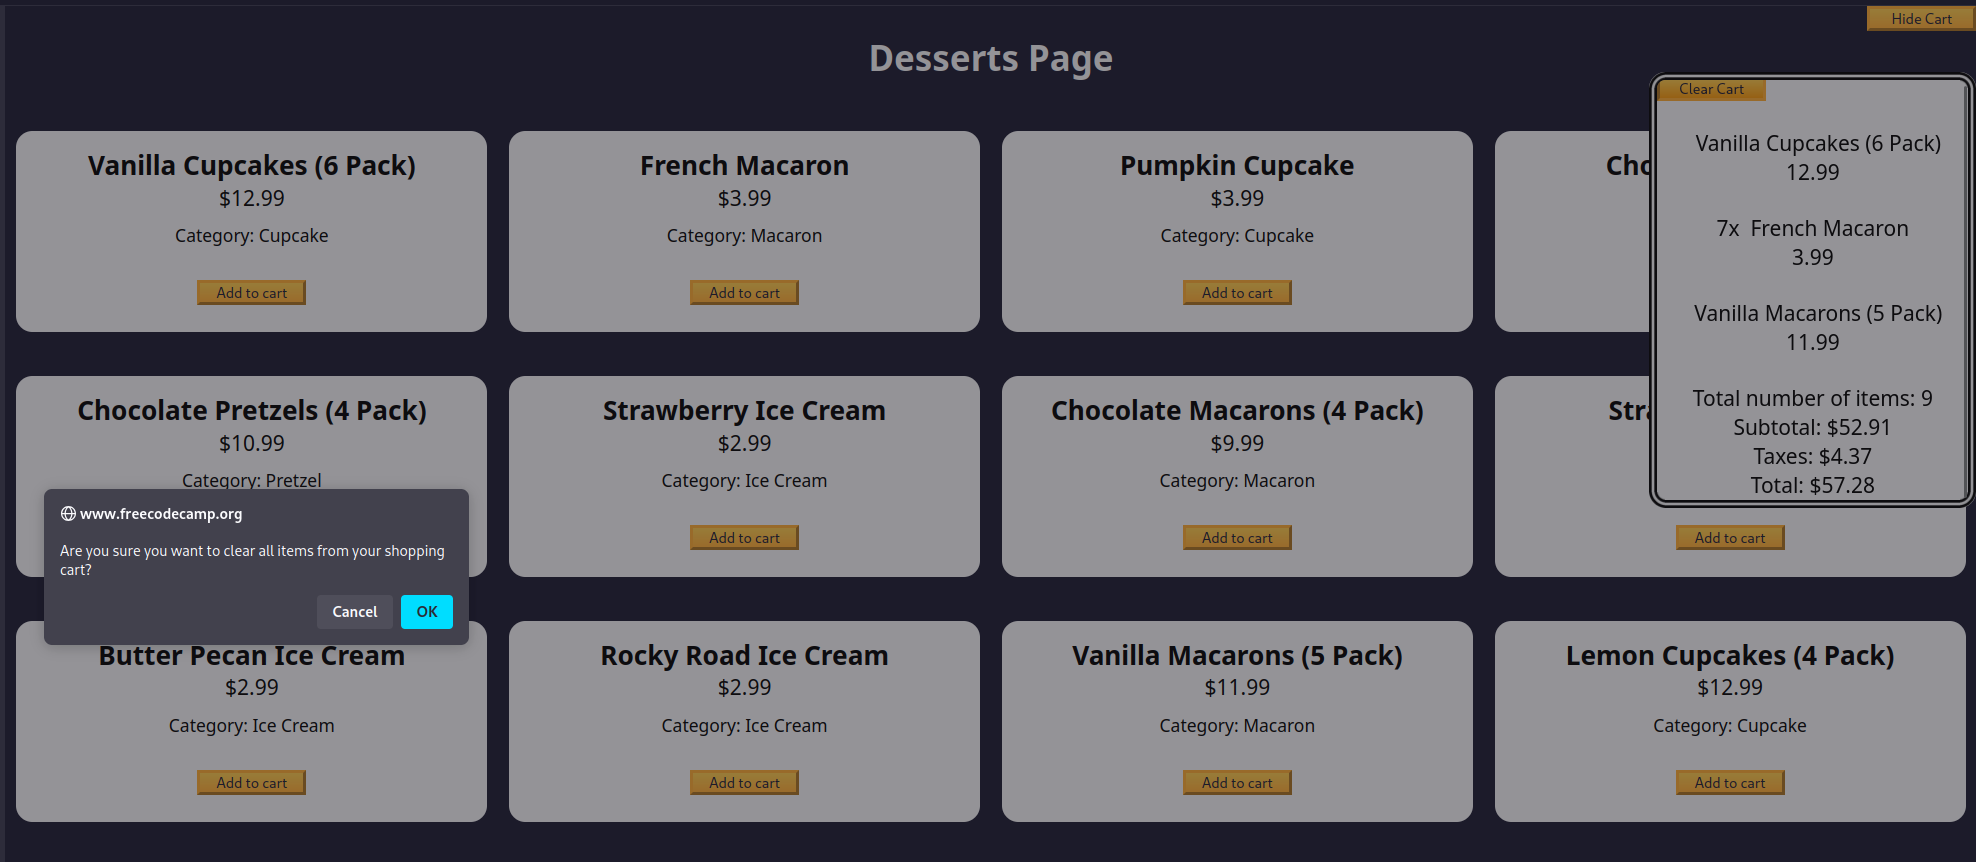 Hide Cart
Desserts Page
Clear Cart
Vanilla Cupcakes (6 Pack)
$12.99
Category: Cupcake
Add to cart
French Macaron
$3.99
Category: Macaron
Add to cart
Pumpkin Cupcake
$3.99
Category: Cupcake
Add to cart
Cho
Vanilla Cupcakes (6 Pack)
12.99
7x French Macaron
3.99
Vanilla Macarons (5 Pack)
11.99
Total number of items: 9
Subtotal: $52.91
Taxes: $4.37
Total: $57.28
Chocolate Pretzels (4 Pack)
$10.99
Category: Pretzel
Strawberry Ice Cream
$2.99
Category: Ice Cream
Add to cart
Chocolate Macarons (4 Pack)
$9.99
Category: Macaron
Add to cart
Stra
Add to cart
www.freecodecamp.org
Are you sure you want to clear all items from your shopping
cart?
Cancel
OK
Butter Pecan Ice Cream
$2.99
Category: Ice Cream
Add to cart
Rocky Road Ice Cream
$2.99
Category: Ice Cream
Add to cart
Vanilla Macarons (5 Pack)
$11.99
Category: Macaron
Add to cart
Lemon Cupcakes (4 Pack)
$12.99
Category: Cupcake
Add to cart